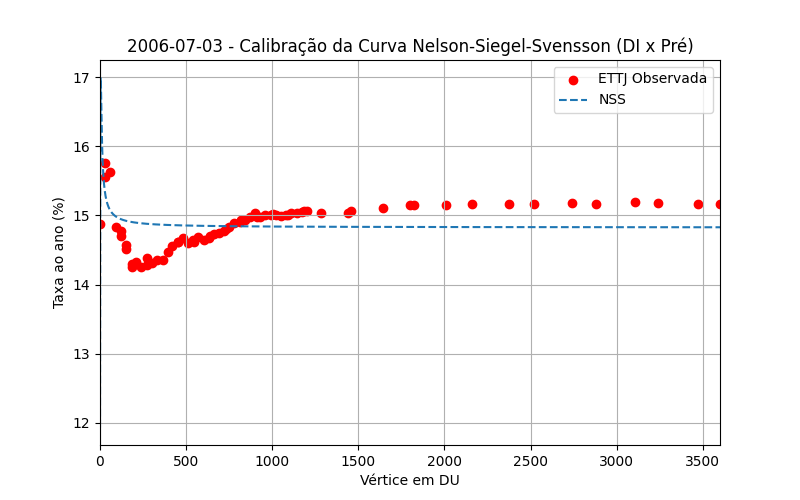 2006-07-03 - Calibração da Curva Nelson-Siegel-Svensson (DI x Pré)
ETTJ Observada
NSS
Taxa ao ano (%)
17
16
15
14
13
12
0 500 1000 1500 2000 2500 3000 3500
Vértice em DU